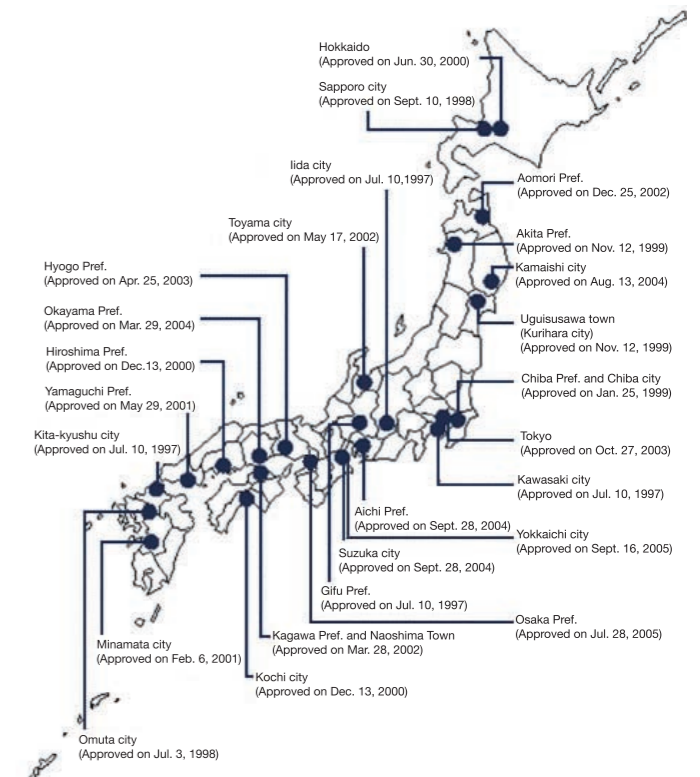 Hokkaido
(Approved on Jun. 30, 2000)
Sapporo city
(Approved on Sept. 10, 1998)
Iida city
(Approved on Jul. 10,1997)
Aomori Pref.
(Approved on Dec. 25, 2002)
Toyama city
(Approved on May 17, 2002)
Akita Pref.
(Approved on Nov. 12, 1999)
Hyogo Pref.
(Approved on Apr. 25, 2003)
Kamaishi city
(Approved on Aug. 13, 2004)
Okayama Pref.
(Approved on Mar. 29, 2004)
Uguisusawa town
(Kurihara city)
(Approved on Nov. 12, 1999)
Hiroshima Pref.
(Approved on Dec.13, 2000)
Chiba Pref. and Chiba city
(Approved on Jan. 25, 1999)
Yamaguchi Pref.
(Approved on May 29, 2001)
Kita-kyushu city
(Approved on Jul. 10, 1997)
Tokyo
(Approved on Oct. 27, 2003)
Kawasaki city
(Approved on Jul. 10, 1997)
Aichi Pref.
(Approved on Sept. 28, 2004)
Yokkaichi city
(Approved on Sept. 16, 2005)
Suzuka city
(Approved on Sept. 28, 2004)
Gifu Pref.
(Approved on Jul. 10, 1997)
Osaka Pref.
(Approved on Jul. 28, 2005)
Kagawa Pref. and Naoshima Town
(Approved on Mar. 28, 2002)
Minamata city
(Approved on Feb. 6, 2001)
Kochi city
(Approved on Dec. 13, 2000)
Omuta city
(Approved on Jul. 3, 1998)